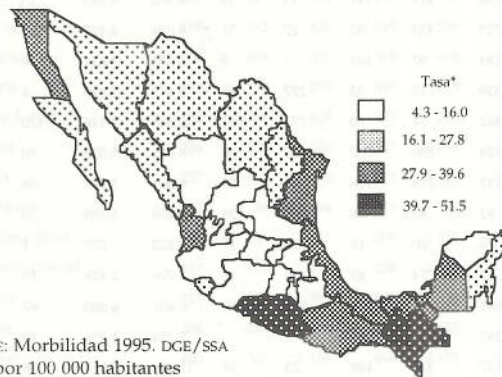 Tasa*
4.3 - 16.0
16.1 - 27.8
27.9 - 39.6
39.7 - 51.5
E: Morbilidad 1995. DGE/SSA
por 100 000 habitantes